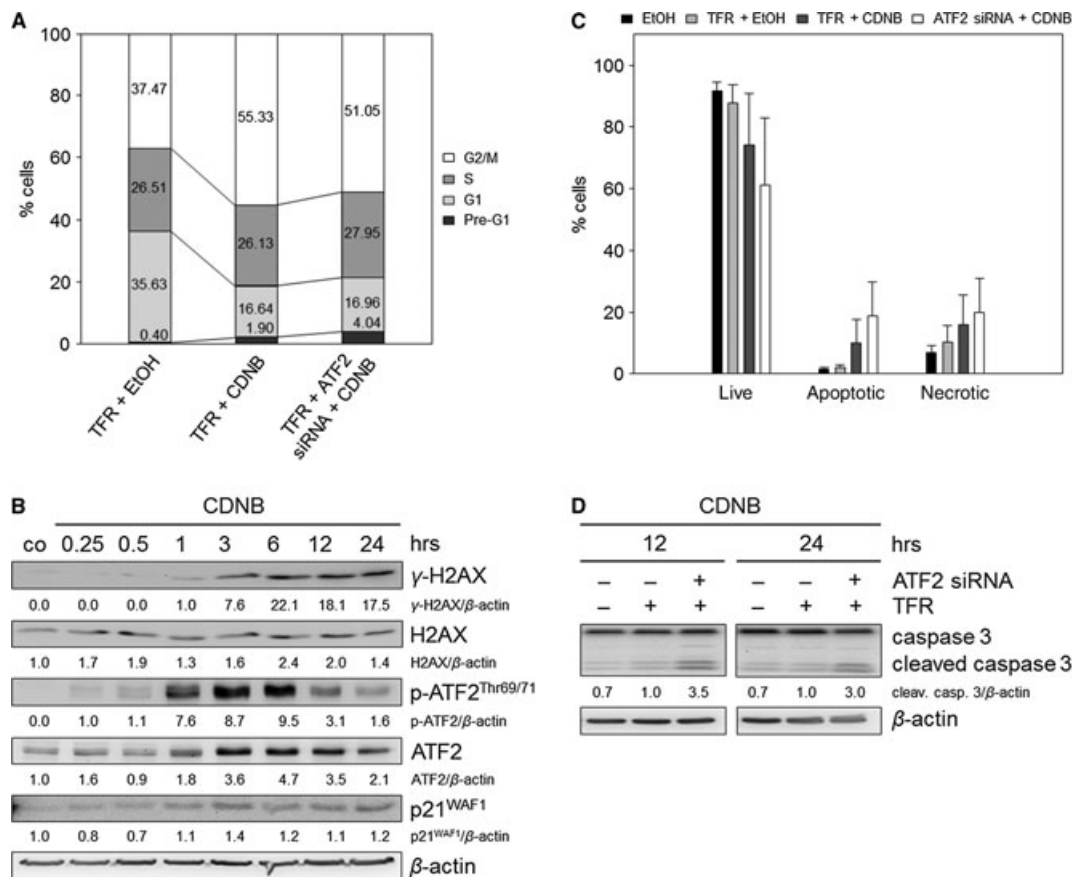 A
100
80
60
40
20
0
% cells
37.47
26.51
35.63
0.40
55.33
26.13
16.64
1.90
51.05
27.95
16.96
4.04
G2/M
S
G1
Pre-G1
TFR + EtOH
TFR + CDNB
TFR + ATF2
siRNA + CDNB
C
EtOH TFR + EtOH TFR + CDNB ATF2 siRNA + CDNB
100
80
60
40
20
0
% cells
Live Apoptotic Necrotic
B
CDNB
co 0.25 0.5 1 3 6 12 24 hrs
γ-H2AX
0.0 0.0 0.0 1.0 7.6 22.1 18.1 17.5 γ-H2AX/β-actin
H2AX
1.0 1.7 1.9 1.3 1.6 2.4 2.0 1.4 H2AX/β-actin
p-ATF2Thr69/71
0.0 1.0 1.1 7.6 8.7 9.5 3.1 1.6 p-ATF2/β-actin
ATF2
1.0 1.6 0.9 1.8 3.6 4.7 3.5 2.1 ATF2/β-actin
p21WAF1
1.0 0.8 0.7 1.1 1.4 1.2 1.1 1.2 p21WAF1/β-actin
β-actin
D
CDNB
12 24 hrs
– – + – – + ATF2 siRNA
– + + – + + TFR
caspase 3
cleaved caspase 3
0.7 1.0 3.5 0.7 1.0 3.0 cleav. casp. 3/β-actin
β-actin